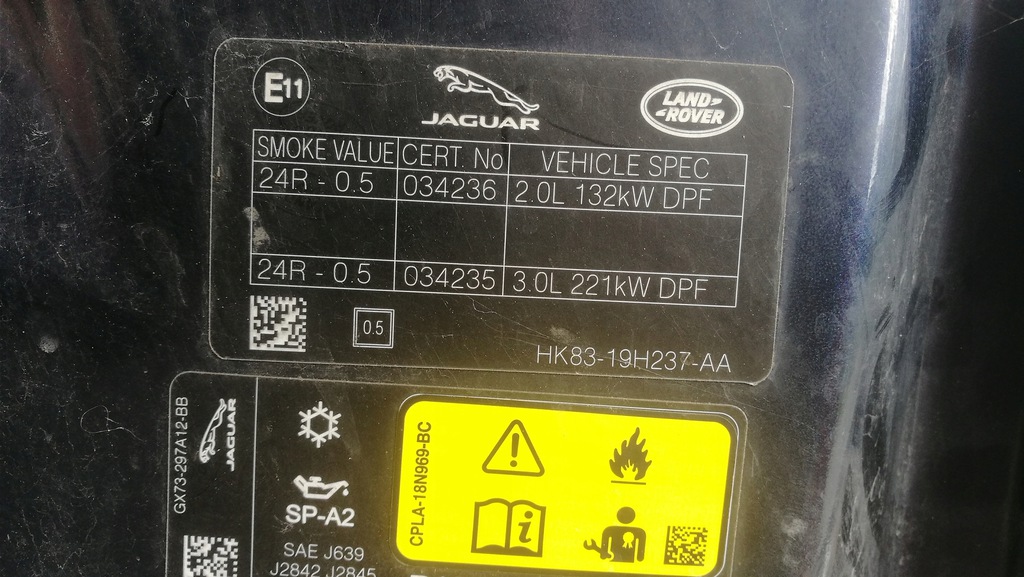 E11
JAGUAR
LAND-
-ROVER
SMOKE VALUE CERT. No VEHICLE SPEC
24R - 0.5 034236 2.0L 132kW DPF
24R - 0.5 034235 3.0L 221kW DPF
0.5
HK83-19H237-AA
GX73-297A12-BB
JAGUAR
SP-A2
SAE J639
J2842 J2845
CPLA-18N969-BC